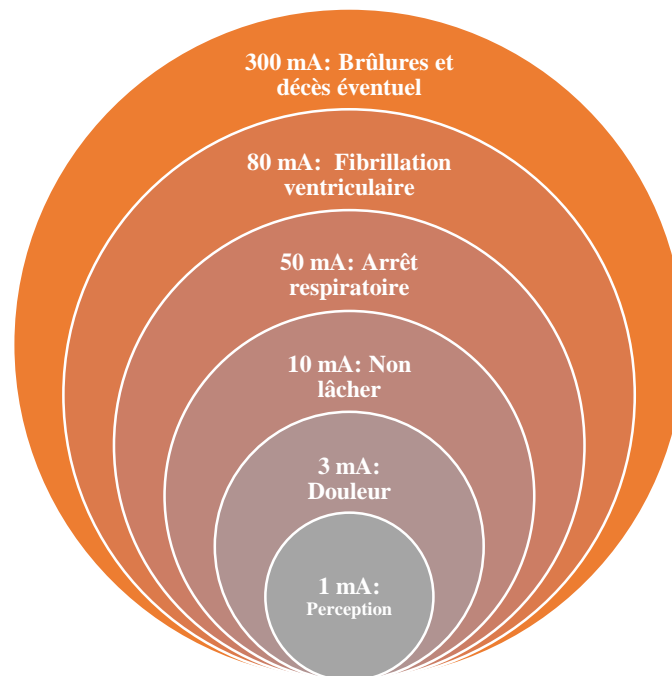 300 mA: Brûlures et
décès éventuel
80 mA: Fibrillation
ventriculaire
50 mA: Arrêt
respiratoire
10 mA: Non
lâcher
3 mA:
Douleur
1 mA:
Perception